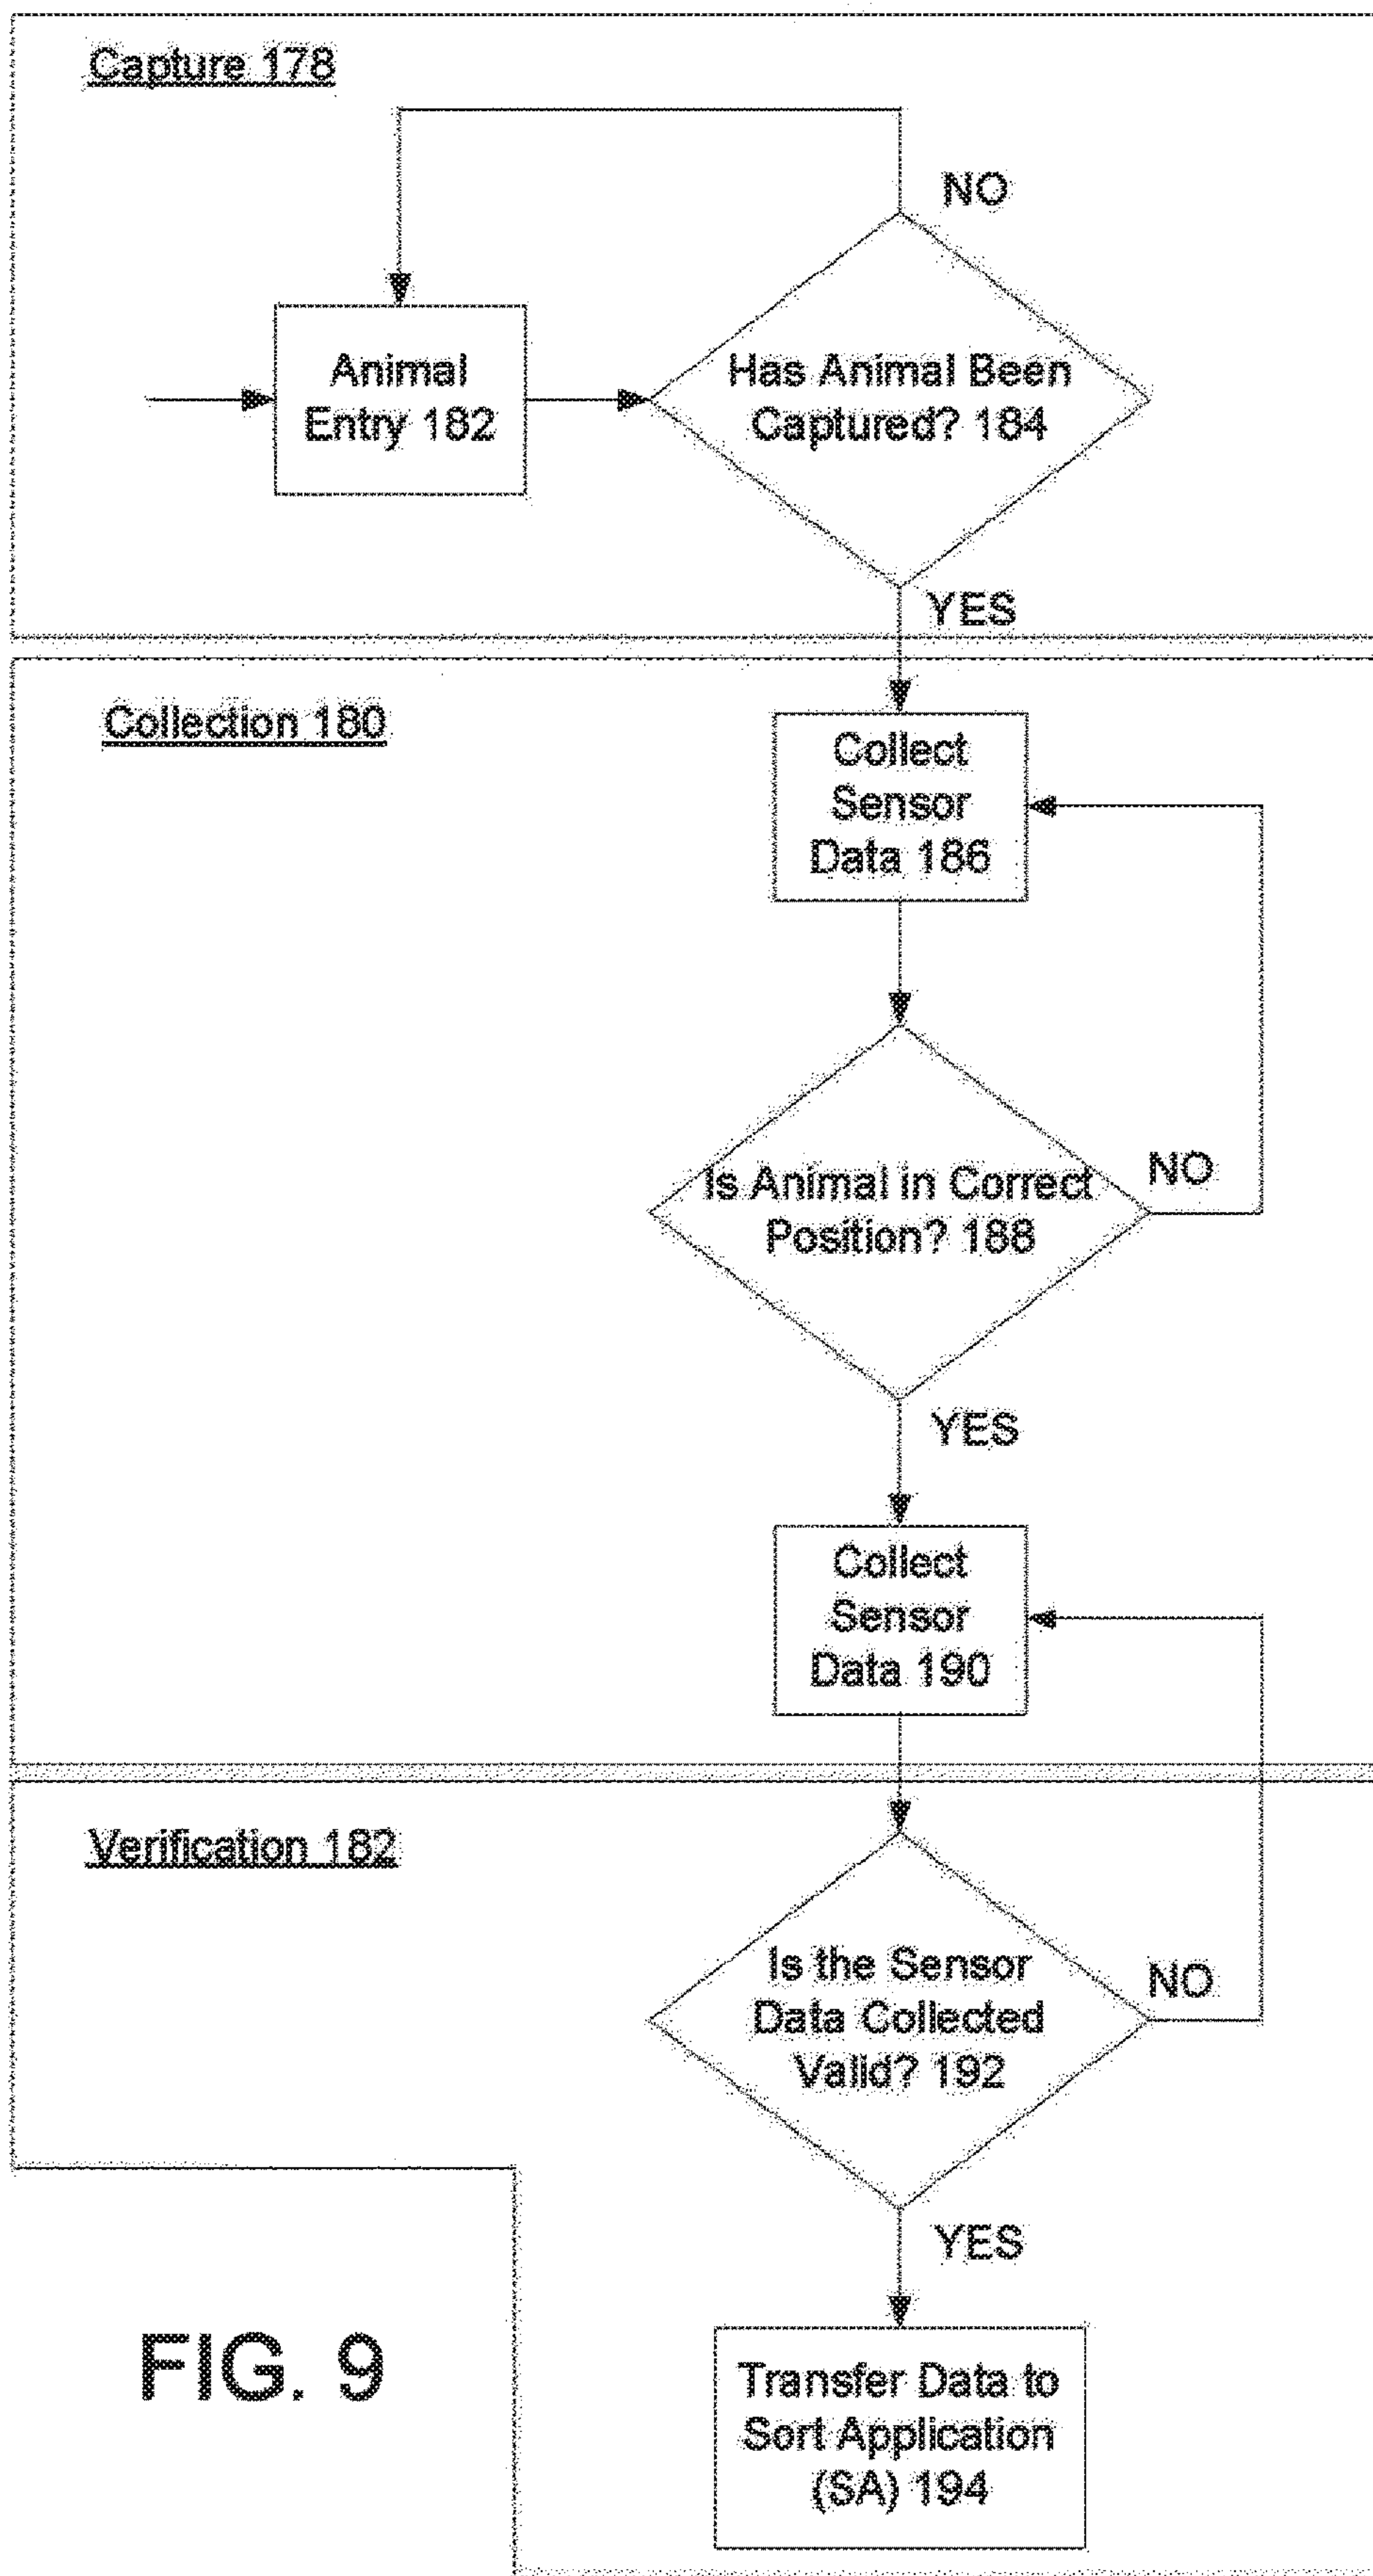 Capture 178
NO
Animal
Entry 182
Has Animal Been
Captured? 184
YES
Collection 180
Collect
Sensor
Data 186
Is Animal in Correct
Position? 188
NO
YES
Collect
Sensor
Data 190
Verification 182
Is the Sensor
Data Collected
Valid? 192
NO
YES
FIG. 9
Transfer Data to
Sort Application
(SA) 194